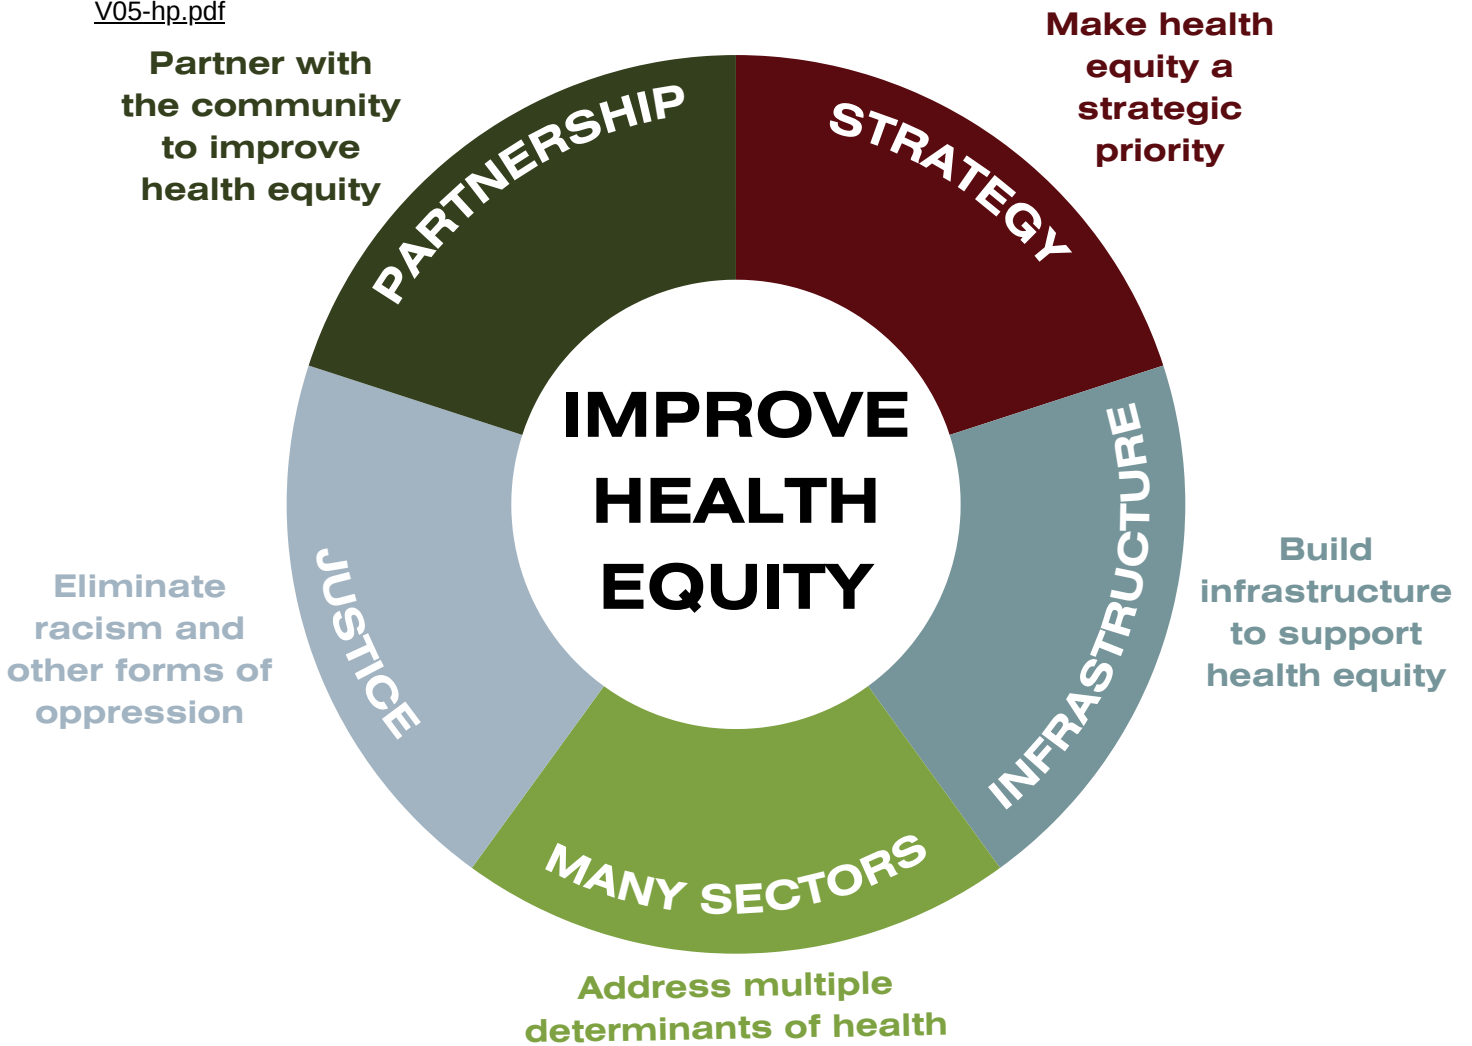 V05-hp.pdf
Partner with
the community
to improve
health equity
Make health
equity a
strategic
priority
PARTNERSHIP
STRATEGY
IMPROVE
HEALTH
EQUITY
INFRASTRUCTURE
Build
infrastructure
to support
health equity
JUSTICE
Eliminate
racism and
other forms of
oppression
MANY SECTORS
Address multiple
determinants of health